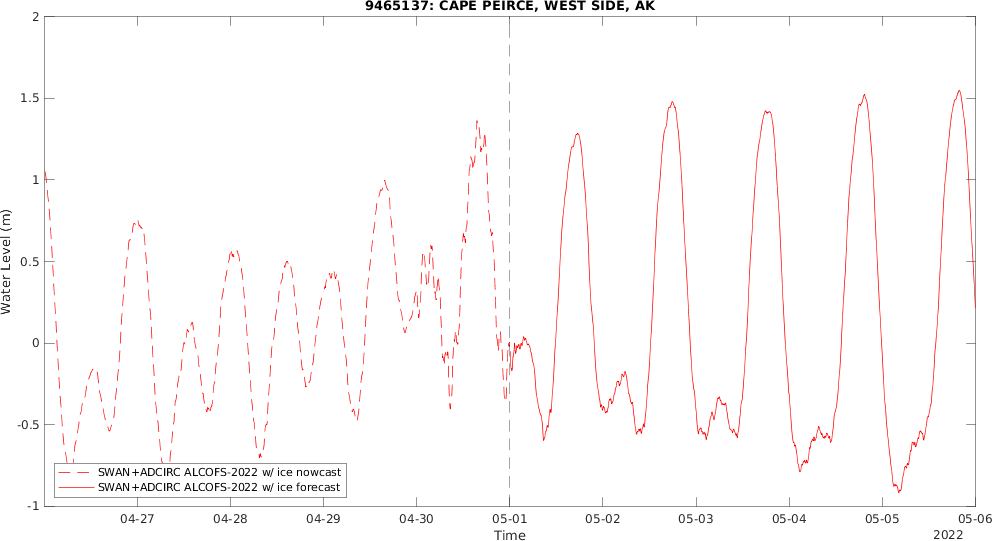 9465137: CAPE PEIRCE, WEST SIDE, AK
2
1.5
1
0.5
0
-0.5
-1
Water Level (m)
SWAN+ADCIRC ALCOFS-2022 w/ ice nowcast
SWAN+ADCIRC ALCOFS-2022 w/ ice forecast
04-27 04-28 04-29 04-30 05-01 05-02 05-03 05-04 05-05 05-06
Time
2022